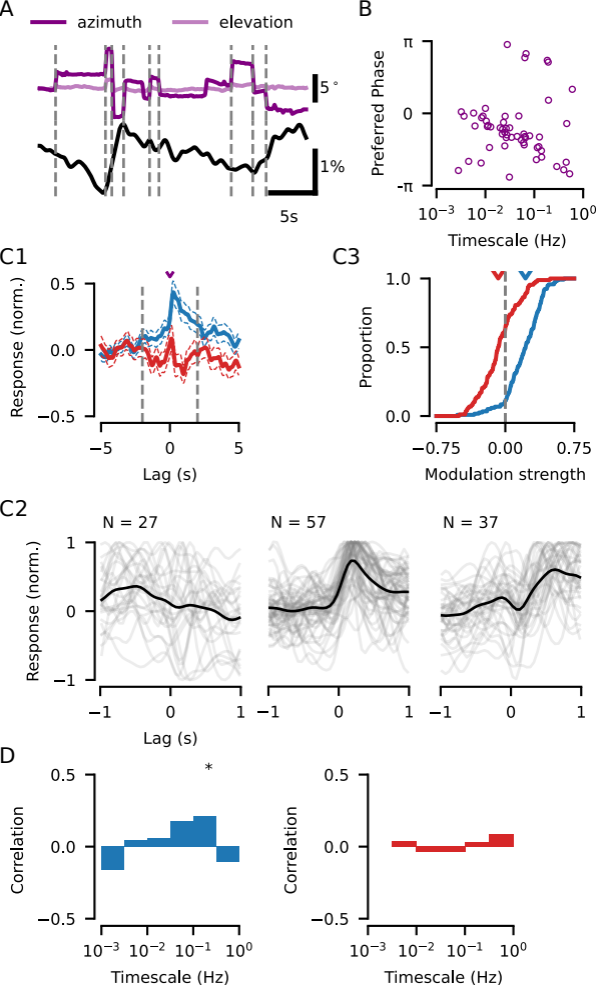 A
azimuth elevation
5°
1%
5s
B
π
0
-π
Preferred Phase
10⁻³ 10⁻² 10⁻¹ 10⁰
Timescale (Hz)
C1
0.5
0.0
−0.5
Response (norm.)
−5 0 5
Lag (s)
C3
1.0
0.5
0.0
Proportion
−0.75 0.00 0.75
Modulation strength
C2
N = 27 N = 57 N = 37
1
0
−1
Response (norm.)
−1 0 1 −1 0 1 −1 0 1
Lag (s)
D
*
0.5
0.0
−0.5
Correlation
10⁻³ 10⁻² 10⁻¹ 10⁰
Timescale (Hz)
0.5
0.0
−0.5
Correlation
10⁻³ 10⁻² 10⁻¹ 10⁰
Timescale (Hz)